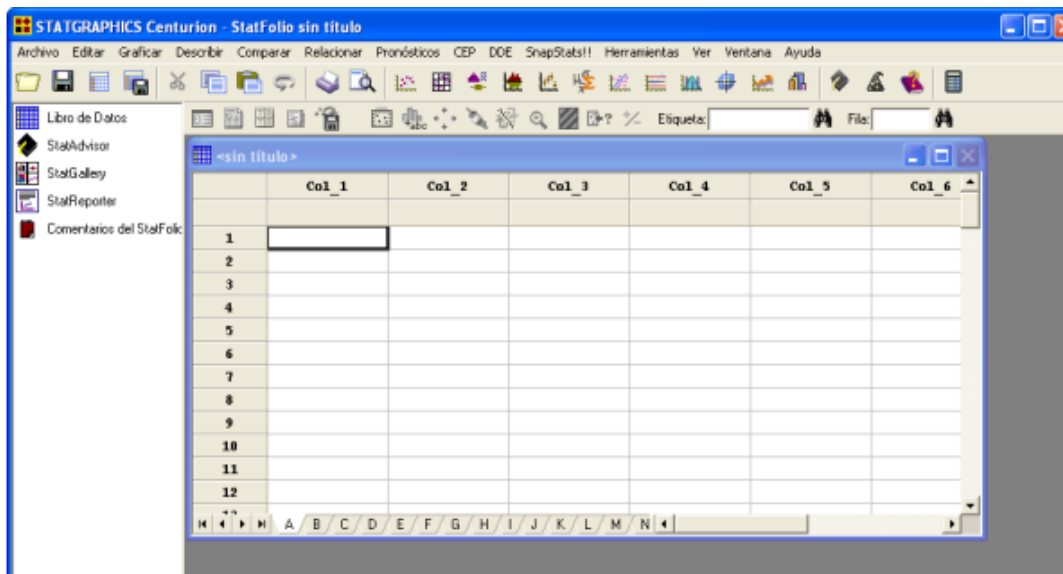 STATGRAPHICS Centurion - StatFolio sin título
Archivo Editar Graficar Describir Comparar Relacionar Pronósticos CEP DDE SnapStats!! Herramientas Ver Ventana Ayuda
Libro de Datos
Etiqueta: Fila:
StatAdvisor
StatGallery
StatReporter
Comentarios del StatFolio
<sin título>
Col_1 Col_2 Col_3 Col_4 Col_5 Col_6
1
2
3
4
5
6
7
8
9
10
11
12
A B C D E F G H I J K L M N